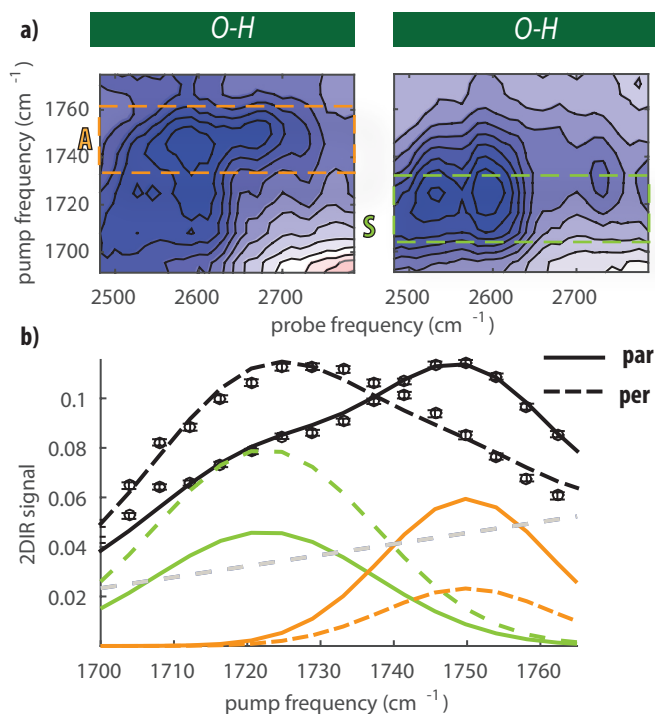 a)
O-H
O-H
pump frequency (cm⁻¹)
1760
1740
1720
1700
A
S
2500
2600
2700
2500
2600
2700
probe frequency (cm⁻¹)
b)
par
per
2DIR signal
0.1
0.08
0.06
0.04
0.02
1700
1710
1720
1730
1740
1750
1760
pump frequency (cm⁻¹)